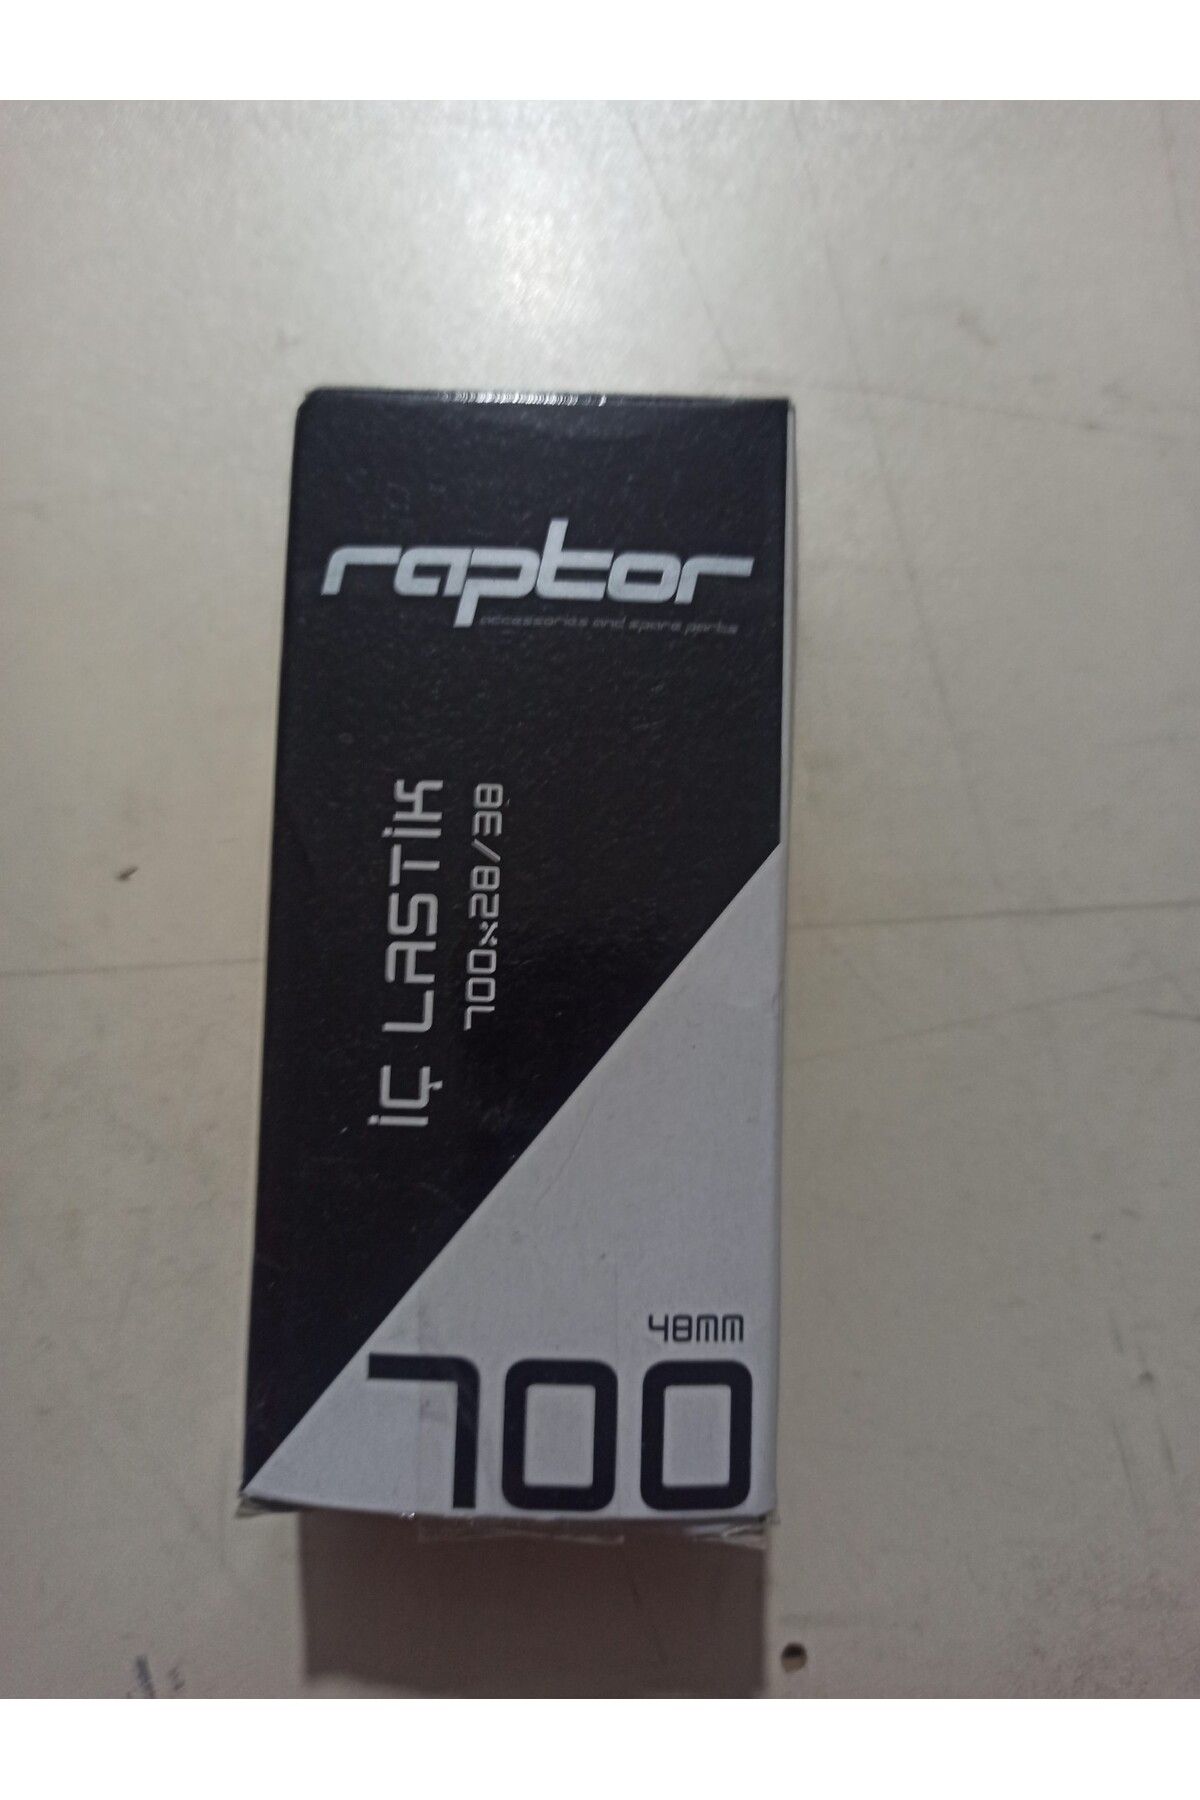 raptor
accessories and spare parts
İÇ LASTİK
700x28/38
48MM
700